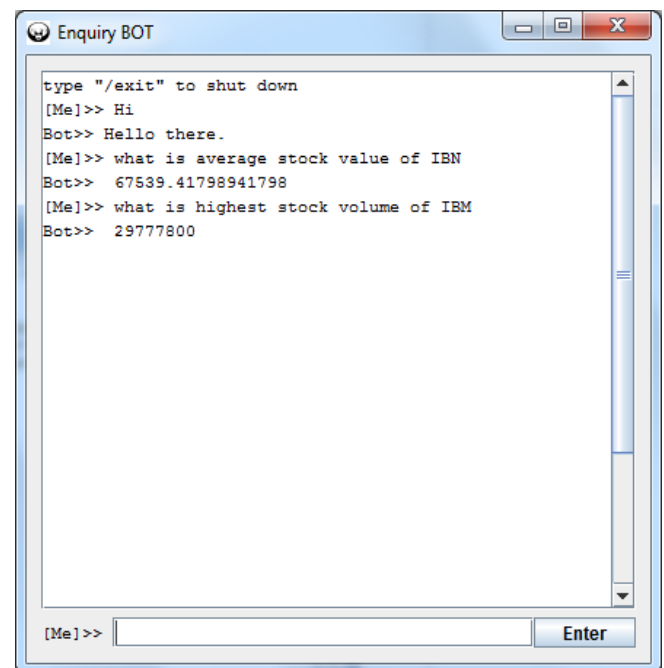 Enquiry BOT
type "/exit" to shut down
[Me]>> Hi
Bot>> Hello there.
[Me]>> what is average stock value of IBN
Bot>>  67539.41798941798
[Me]>> what is highest stock volume of IBM
Bot>>  29777800
[Me]>>
Enter